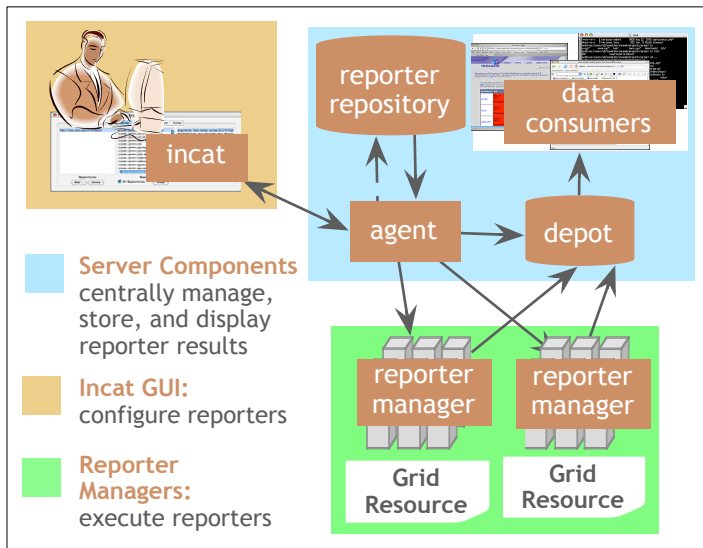 reporter
repository
data
consumers
incat
agent
depot
Server Components
centrally manage,
store, and display
reporter results
Incat GUI:
configure reporters
Reporter
Managers:
execute reporters
reporter
manager
reporter
manager
Grid
Resource
Grid
Resource